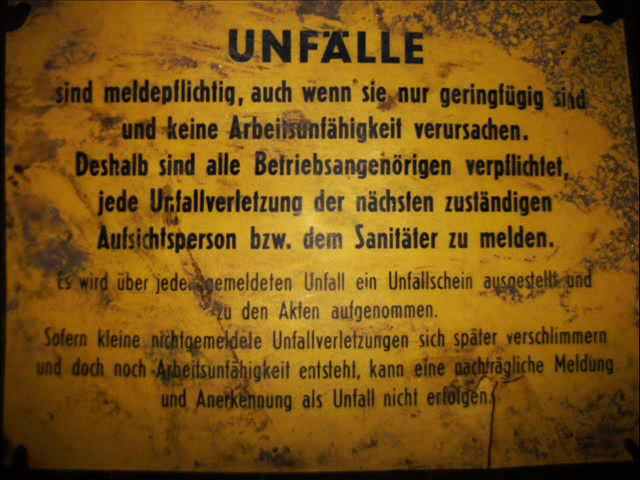 UNFÄLLE
sind meldepflichtig, auch wenn sie nur geringfügig sind
und keine Arbeitsunfähigkeit verursachen.
Deshalb sind alle Betriebsangehörigen verpflichtet,
jede Unfallverletzung der nächsten zuständigen
Aufsichtsperson bzw. dem Sanitäter zu melden.
Es wird über jeden gemeldeten Unfall ein Unfallschein ausgestellt und
zu den Akten aufgenommen.
Sofern kleine nichtgemeldete Unfallverletzungen sich später verschlimmern
und doch noch Arbeitsunfähigkeit entsteht, kann eine nachträgliche Meldung
und Anerkennung als Unfall nicht erfolgen.